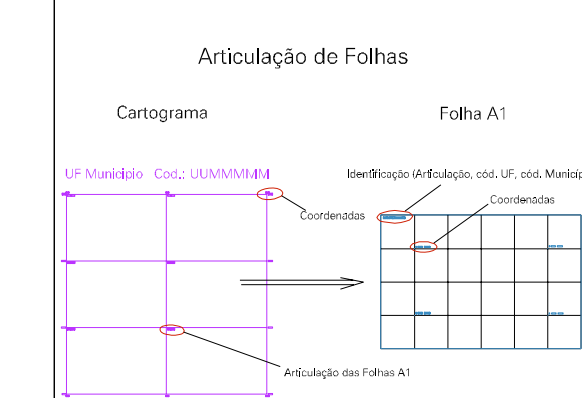 Articulação de Folhas
Cartograma
Folha A1
UF Municipio Cod.: UUMMMMM
Identificação (Articulação, cód. UF, cód. Municíp
Coordenadas
Coordenadas
Articulação das Folhas A1